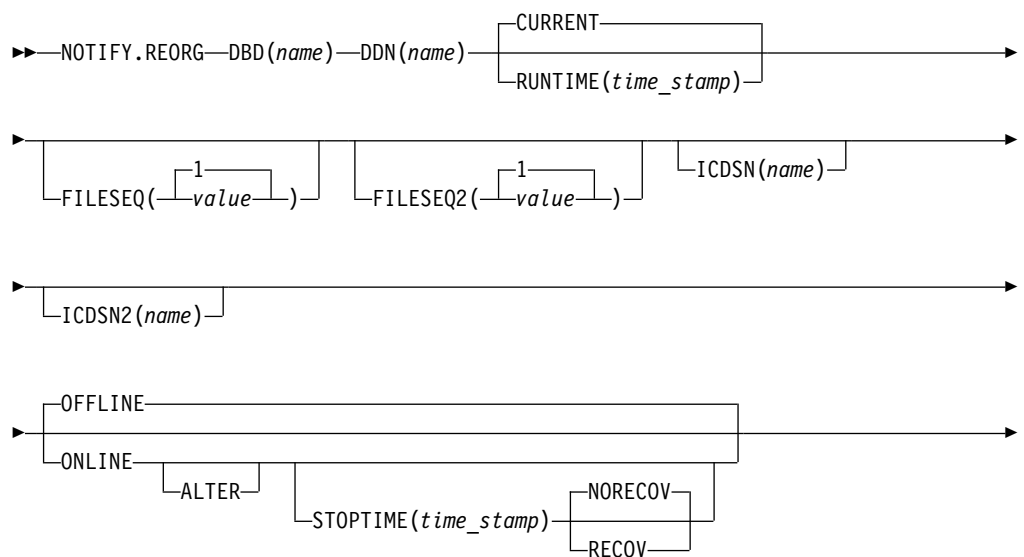 CURRENT
NOTIFY.REORG DBD(name) DDN(name)
RUNTIME(time_stamp)
1 1
ICDSN(name)
FILESEQ( value ) FILESEQ2( value )
ICDSN2(name)
OFFLINE
ONLINE
ALTER NORECOV
STOPTIME(time_stamp)
RECOV